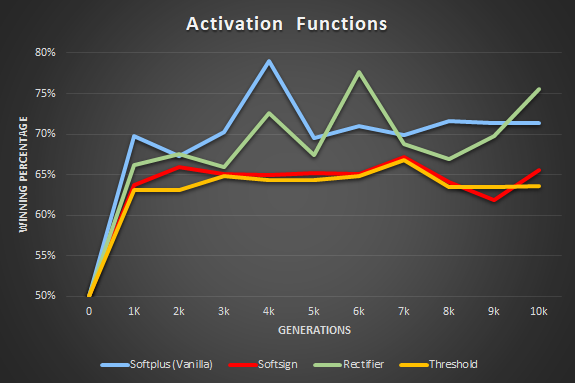 Activation Functions
80%
75%
70%
65%
60%
55%
50%
WINNING PERCENTAGE
0 1k 2k 3k 4k 5k 6k 7k 8k 9k 10k
GENERATIONS
Softplus (Vanilla) Softsign Rectifier Threshold